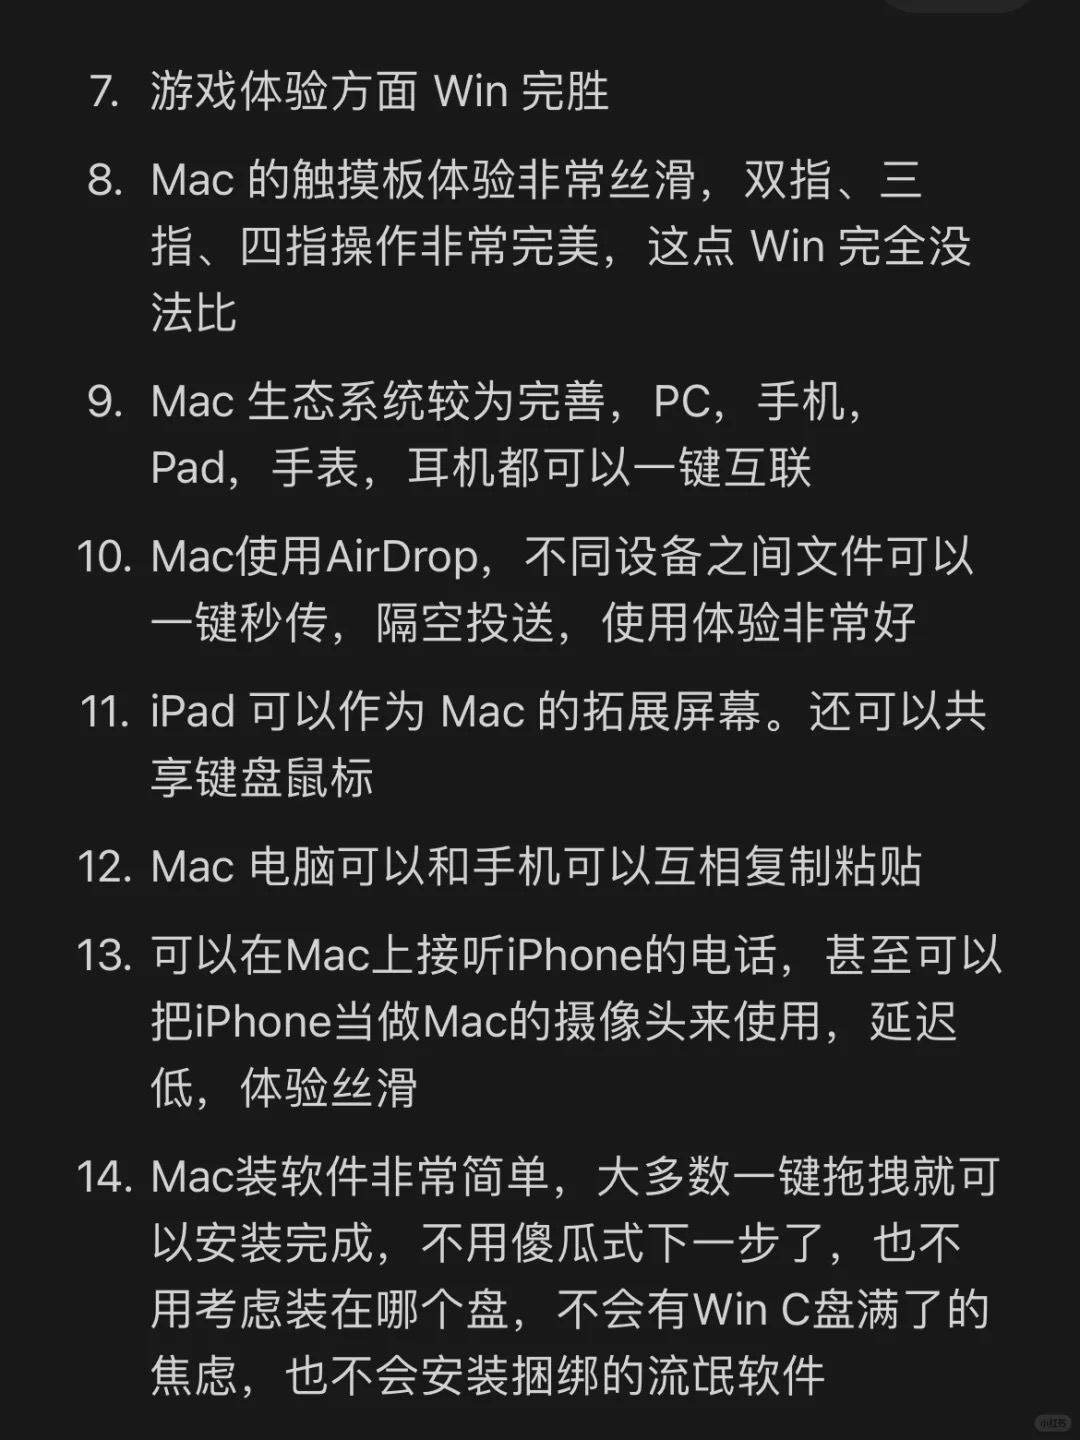 7. 游戏体验方面 Win 完胜
8. Mac 的触摸板体验非常丝滑，双指、三
指、四指操作非常完美，这点 Win 完全没
法比
9. Mac 生态系统较为完善，PC，手机，
Pad，手表，耳机都可以一键互联
10. Mac使用AirDrop，不同设备之间文件可以
一键秒传，隔空投送，使用体验非常好
11. iPad 可以作为 Mac 的拓展屏幕。还可以共
享键盘鼠标
12. Mac 电脑可以和手机可以互相复制粘贴
13. 可以在Mac上接听iPhone的电话，甚至可以
把iPhone当做Mac的摄像头来使用，延迟
低，体验丝滑
14. Mac装软件非常简单，大多数一键拖拽就可
以安装完成，不用傻瓜式下一步了，也不
用考虑装在哪个盘，不会有Win C盘满了的
焦虑，也不会安装捆绑的流氓软件
小红书